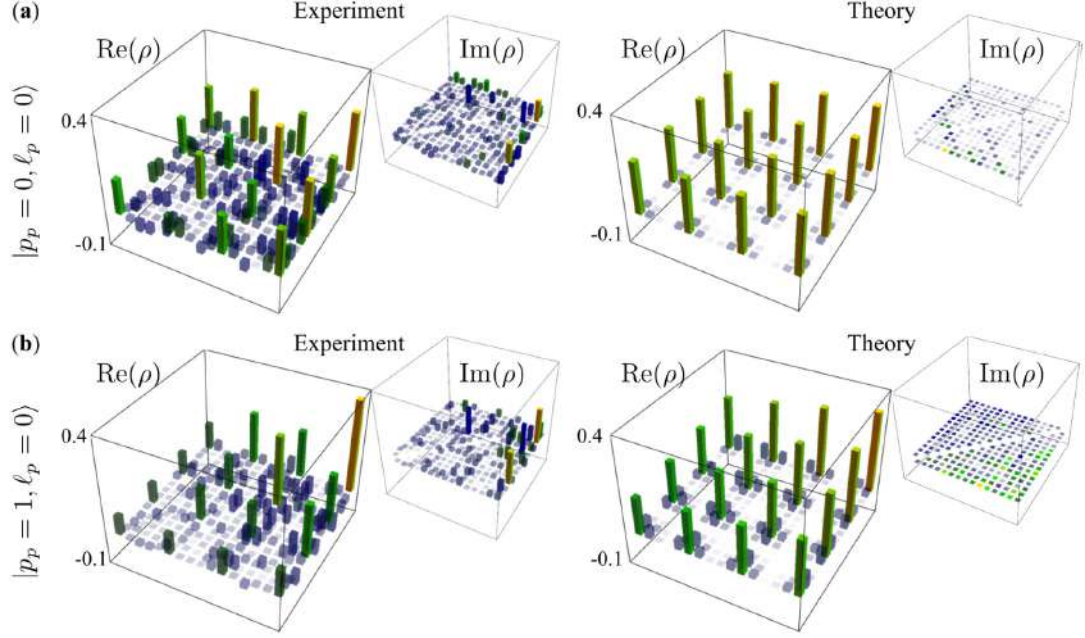 (a) Experiment Theory
Re(ρ) Im(ρ) Re(ρ) Im(ρ)
0.4 0.4
|p_p = 0, ℓ_p = 0⟩
-0.1 -0.1
(b) Experiment Theory
Re(ρ) Im(ρ) Re(ρ) Im(ρ)
0.4 0.4
|p_p = 1, ℓ_p = 0⟩
-0.1 -0.1